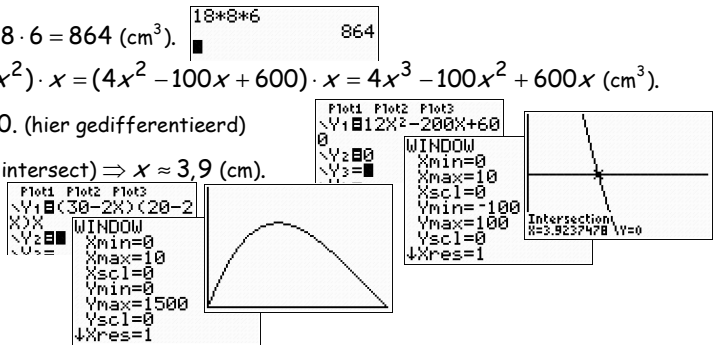 8 · 6 = 864 (cm³).
18*8*6
864
x²) · x = (4x² − 100x + 600) · x = 4x³ − 100x² + 600x (cm³).
0. (hier gedifferentieerd)
intersect) ⇒ x ≈ 3,9 (cm).
Plot1 Plot2 Plot3
\Y1=12X²-200X+60
0
\Y2=0
\Y3=
WINDOW
Xmin=0
Xmax=10
Xscl=0
Ymin=-100
Ymax=100
Yscl=0
↓Xres=1
Intersection
X=3.9237478 Y=0
Plot1 Plot2 Plot3
\Y1=(30-2X)(20-2
X)X
\Y2=
WINDOW
Xmin=0
Xmax=10
Xscl=0
Ymin=0
Ymax=1500
Yscl=0
↓Xres=1